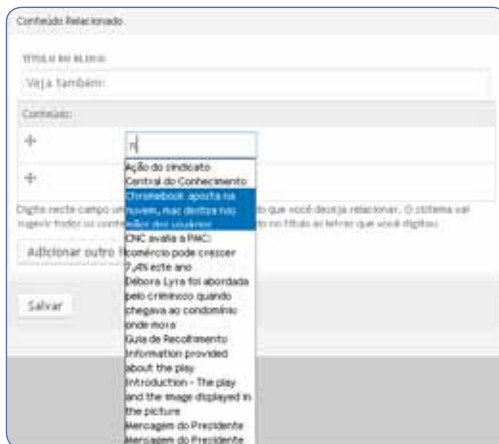 Conteúdo Relacionado
TÍTULO DO BLOCO:
Veja também:
Conteúdo:
n
Ação do sindicato
Central do Conhecimento
Chromebook aposta na
nuvem, mas desliza nas
mãos dos usuários
Digite neste campo um
do que você deseja relacionar. O sistema vai
sugerir todos os
no título as letras que você digitou.
CNC avalia a PMC:
comércio pode crescer
7,4% este ano
Adicionar outro
Débora Lyra foi abordada
pelo criminoso quando
chegava ao condomínio
onde mora
Salvar
Guia de Recolhimento
Information provided
about the play
Introduction - The play
and the image displayed in
the picture
Mensagem do Presidente
Mensagem do Presidente